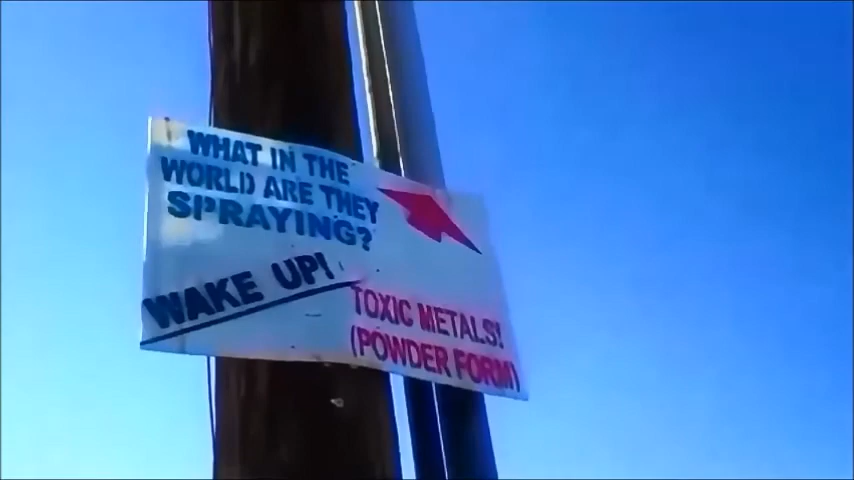 WHAT IN THE
WORLD ARE THEY
SPRAYING?
WAKE UP!
TOXIC METALS!
(POWDER FORM)